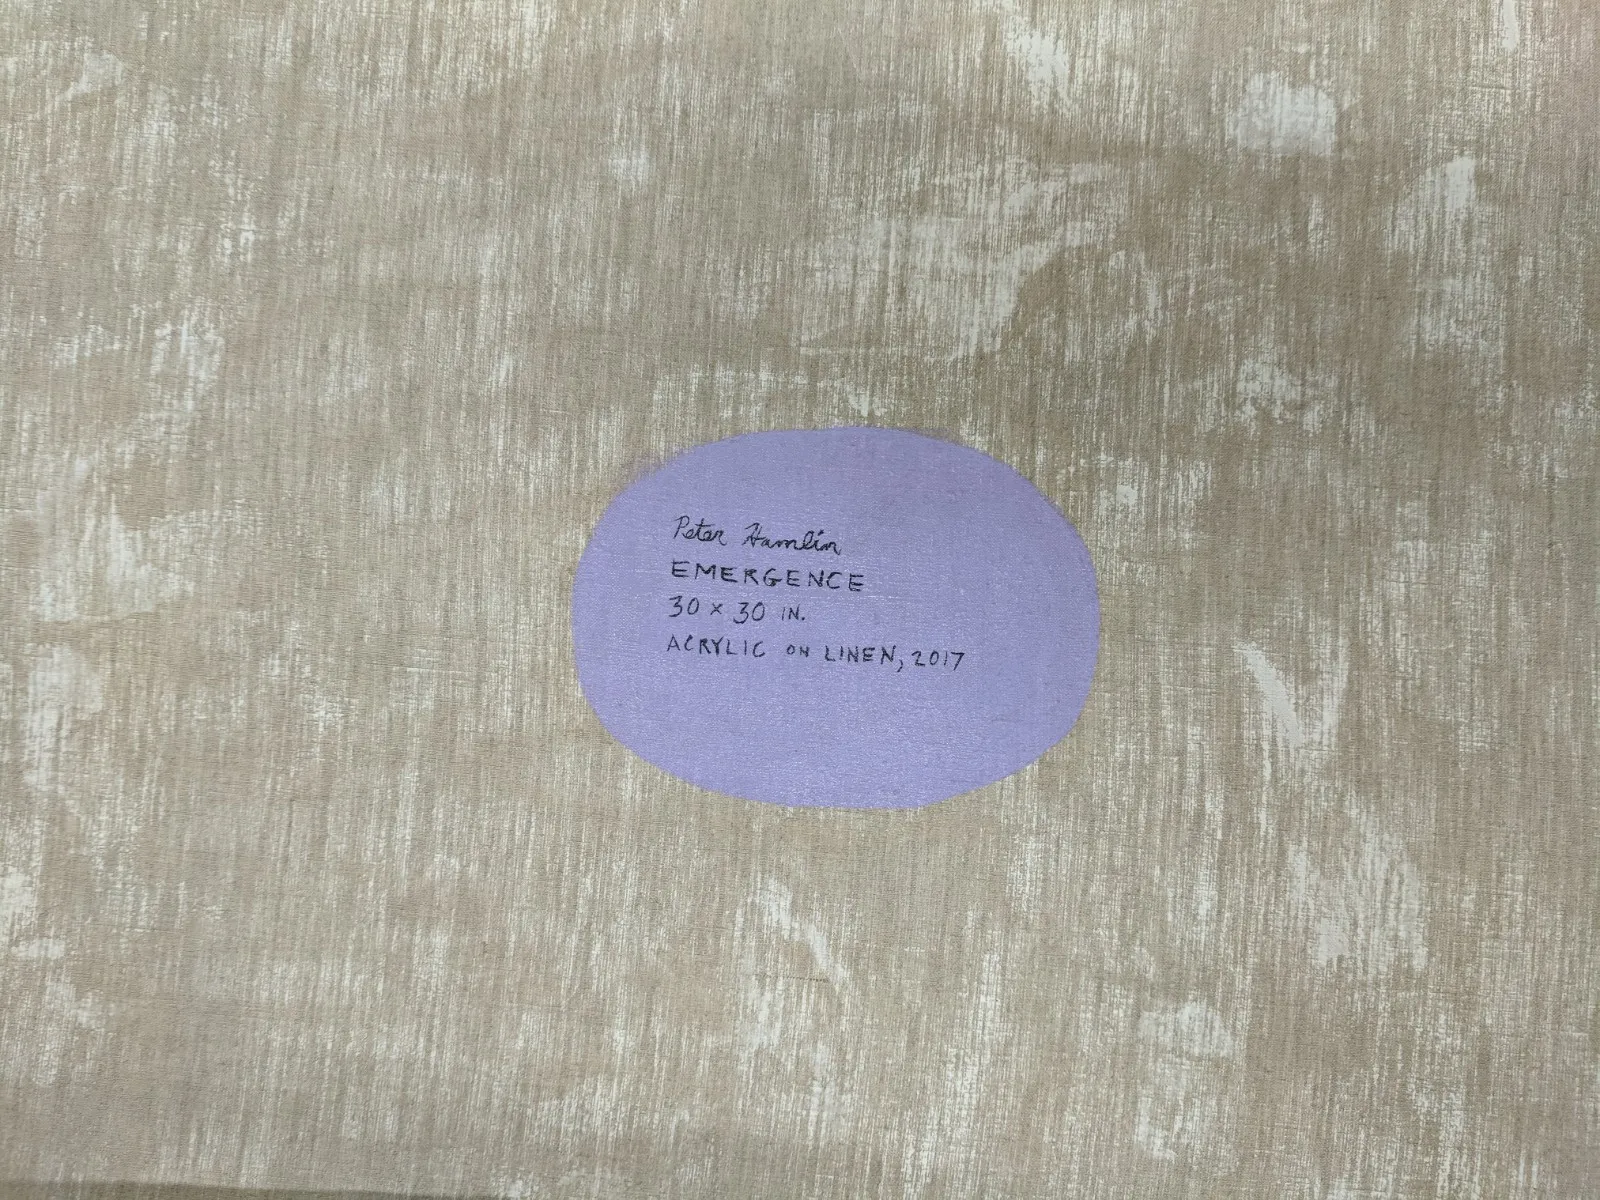 Peter Hamlin
EMERGENCE
30 × 30 IN.
ACRYLIC ON LINEN, 2017